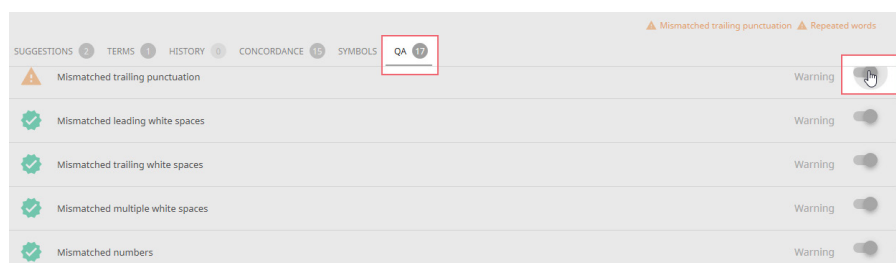 Mismatched trailing punctuation Repeated words
SUGGESTIONS 2 TERMS 1 HISTORY 0 CONCORDANCE 15 SYMBOLS QA 17
Mismatched trailing punctuation Warning
Mismatched leading white spaces Warning
Mismatched trailing white spaces Warning
Mismatched multiple white spaces Warning
Mismatched numbers Warning